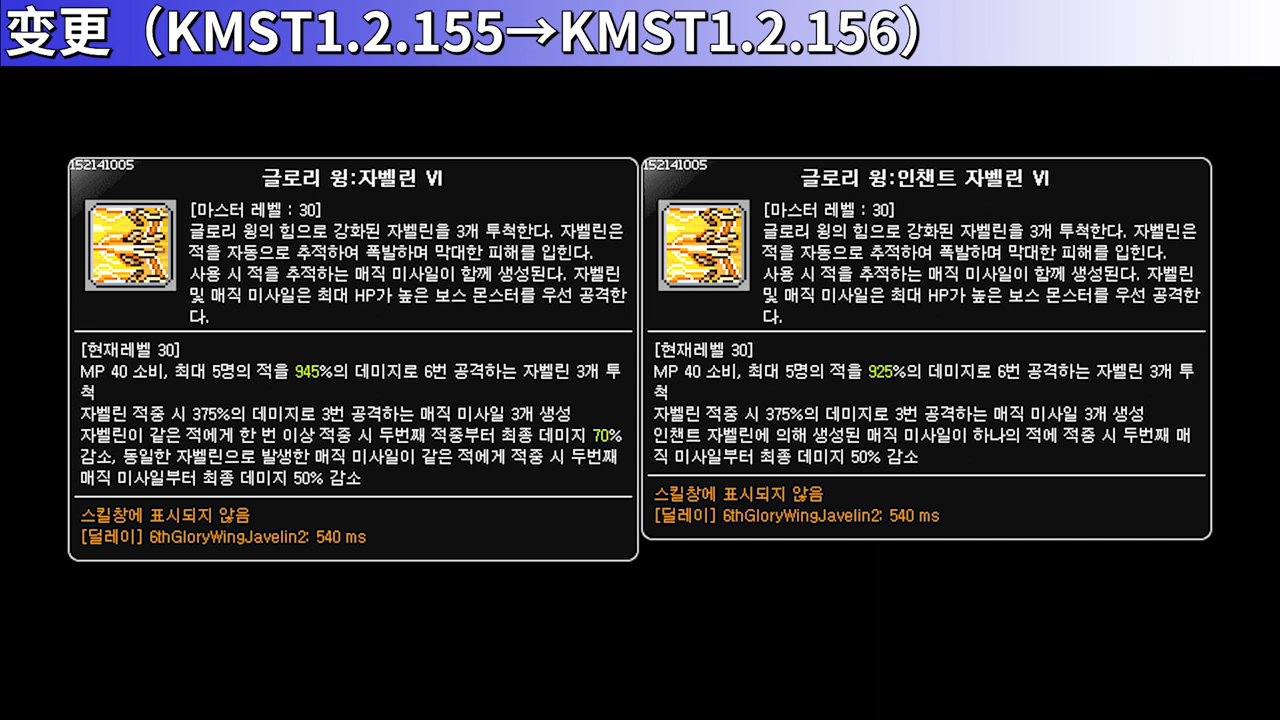 变更（KMST1.2.155→KMST1.2.156）
152141005
글로리 윙:자벨린 VI
[마스터 레벨 : 30]
글로리 윙의 힘으로 강화된 자벨린을 3개 투척한다. 자벨린은
적을 자동으로 추적하여 폭발하며 막대한 피해를 입힌다.
사용 시 적을 추적하는 매직 미사일이 함께 생성된다. 자벨린
및 매직 미사일은 최대 HP가 높은 보스 몬스터를 우선 공격한
다.
[현재레벨 30]
MP 40 소비, 최대 5명의 적을 945%의 데미지로 6번 공격하는 자벨린 3개 투
척
자벨린 적중 시 375%의 데미지로 3번 공격하는 매직 미사일 3개 생성
자벨린이 같은 적에게 한 번 이상 적중 시 두번째 적중부터 최종 데미지 70%
감소, 동일한 자벨린으로 발생한 매직 미사일이 같은 적에게 적중 시 두번째
매직 미사일부터 최종 데미지 50% 감소
스킬창에 표시되지 않음
[딜레이] 6thGloryWingJavelin2: 540 ms
152141005
글로리 윙:인챈트 자벨린 VI
[마스터 레벨 : 30]
글로리 윙의 힘으로 강화된 자벨린을 3개 투척한다. 자벨린은
적을 자동으로 추적하여 폭발하며 막대한 피해를 입힌다.
사용 시 적을 추적하는 매직 미사일이 함께 생성된다. 자벨린
및 매직 미사일은 최대 HP가 높은 보스 몬스터를 우선 공격한
다.
[현재레벨 30]
MP 40 소비, 최대 5명의 적을 925%의 데미지로 6번 공격하는 자벨린 3개 투
척
자벨린 적중 시 375%의 데미지로 3번 공격하는 매직 미사일 3개 생성
인챈트 자벨린에 의해 생성된 매직 미사일이 하나의 적에 적중 시 두번째 매
직 미사일부터 최종 데미지 50% 감소
스킬창에 표시되지 않음
[딜레이] 6thGloryWingJavelin2: 540 ms